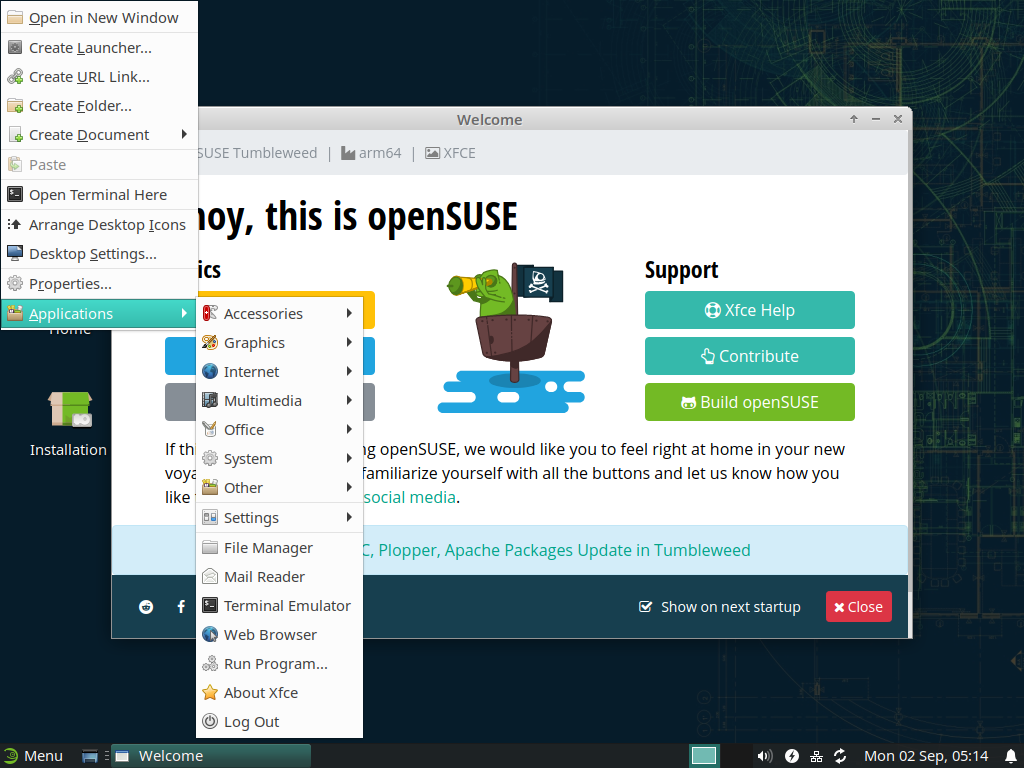 Open in New Window
Create Launcher...
Create URL Link...
Create Folder...
Create Document
Paste
Open Terminal Here
Arrange Desktop Icons
Desktop Settings...
Properties...
Applications
Home
Installation
Accessories
Graphics
Internet
Multimedia
Office
System
Other
Settings
File Manager
Mail Reader
Terminal Emulator
Web Browser
Run Program...
About Xfce
Log Out
Welcome
SUSE Tumbleweed | arm64 | XFCE
oy, this is openSUSE
ics
Support
Xfce Help
Contribute
Build openSUSE
If th ng openSUSE, we would like you to feel right at home in your new
voya familiarize yourself with all the buttons and let us know how you
like social media.
C, Plopper, Apache Packages Update in Tumbleweed
Show on next startup
Close
Menu
Welcome
Mon 02 Sep, 05:14